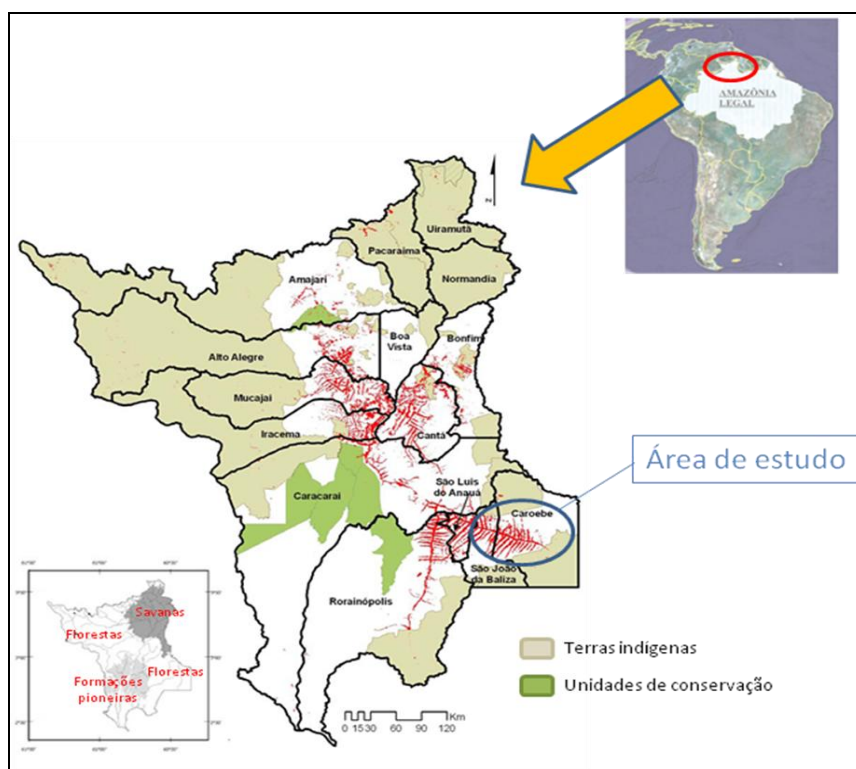 AMAZÔNIA
LEGAL
N
Uiramutã
Pacaraima
Normandia
Amajari
Boa
Vista
Bonfim
Alto Alegre
Mucajai
Cantá
Iracema
Área de estudo
São Luis
do Anauá
Caracaraí
Caroebe
São João
da Baliza
Rorainópolis
Savanas
Florestas
Florestas
Formações
pioneiras
Terras indígenas
Unidades de conservação
Km
0 15 30 60 90 120